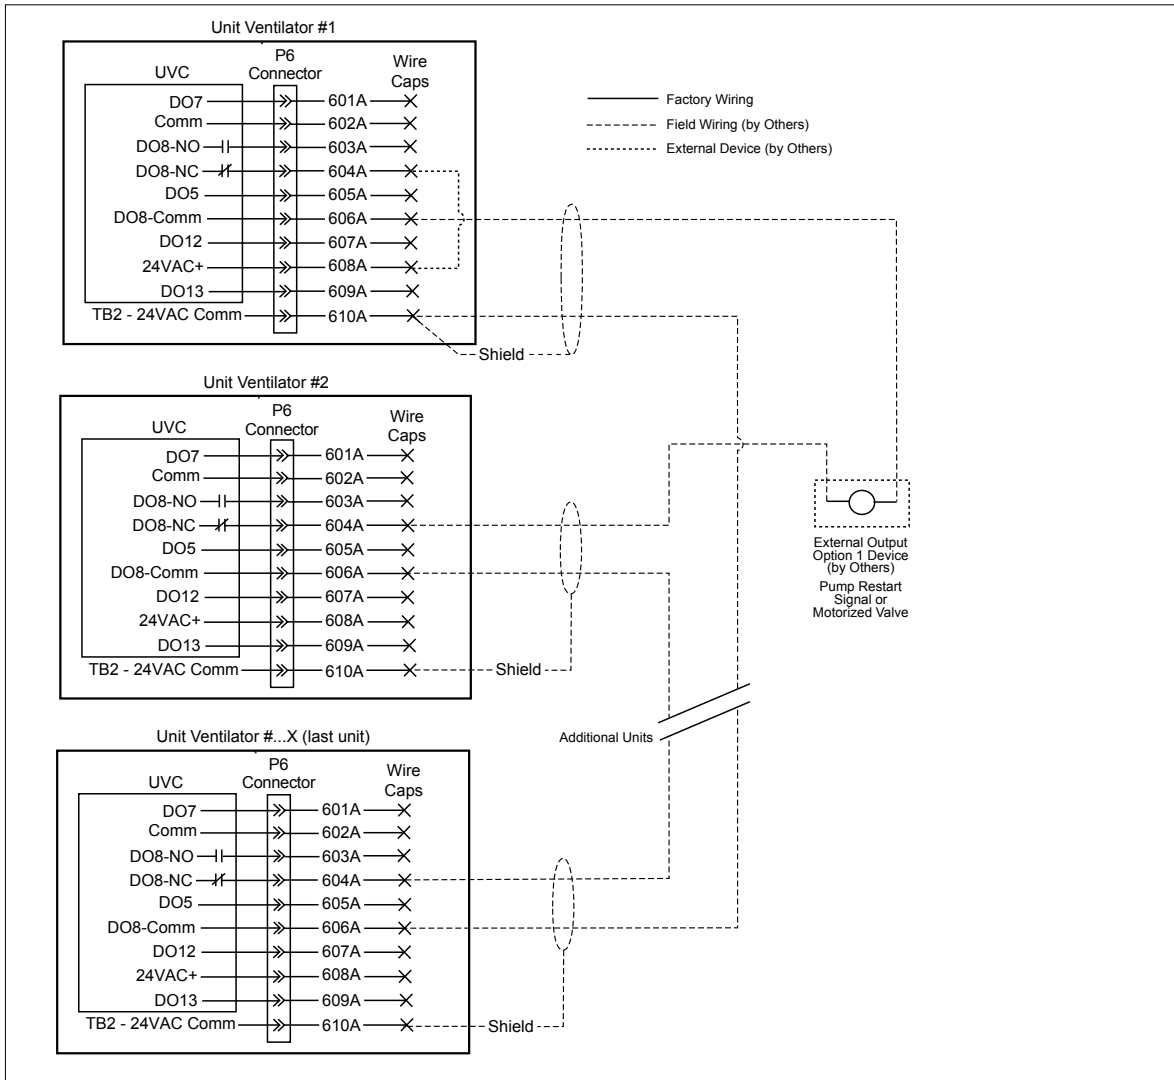 Unit Ventilator #1
UVC
P6
Connector
Wire
Caps
DO7 601A
Comm 602A
DO8-NO 603A
DO8-NC 604A
DO5 605A
DO8-Comm 606A
DO12 607A
24VAC+ 608A
DO13 609A
TB2 - 24VAC Comm 610A
Shield
Factory Wiring
Field Wiring (by Others)
External Device (by Others)
Unit Ventilator #2
UVC
P6
Connector
Wire
Caps
DO7 601A
Comm 602A
DO8-NO 603A
DO8-NC 604A
DO5 605A
DO8-Comm 606A
DO12 607A
24VAC+ 608A
DO13 609A
TB2 - 24VAC Comm 610A
Shield
External Output
Option 1 Device
(by Others)
Pump Restart
Signal or
Motorized Valve
Additional Units
Unit Ventilator #...X (last unit)
UVC
P6
Connector
Wire
Caps
DO7 601A
Comm 602A
DO8-NO 603A
DO8-NC 604A
DO5 605A
DO8-Comm 606A
DO12 607A
24VAC+ 608A
DO13 609A
TB2 - 24VAC Comm 610A
Shield